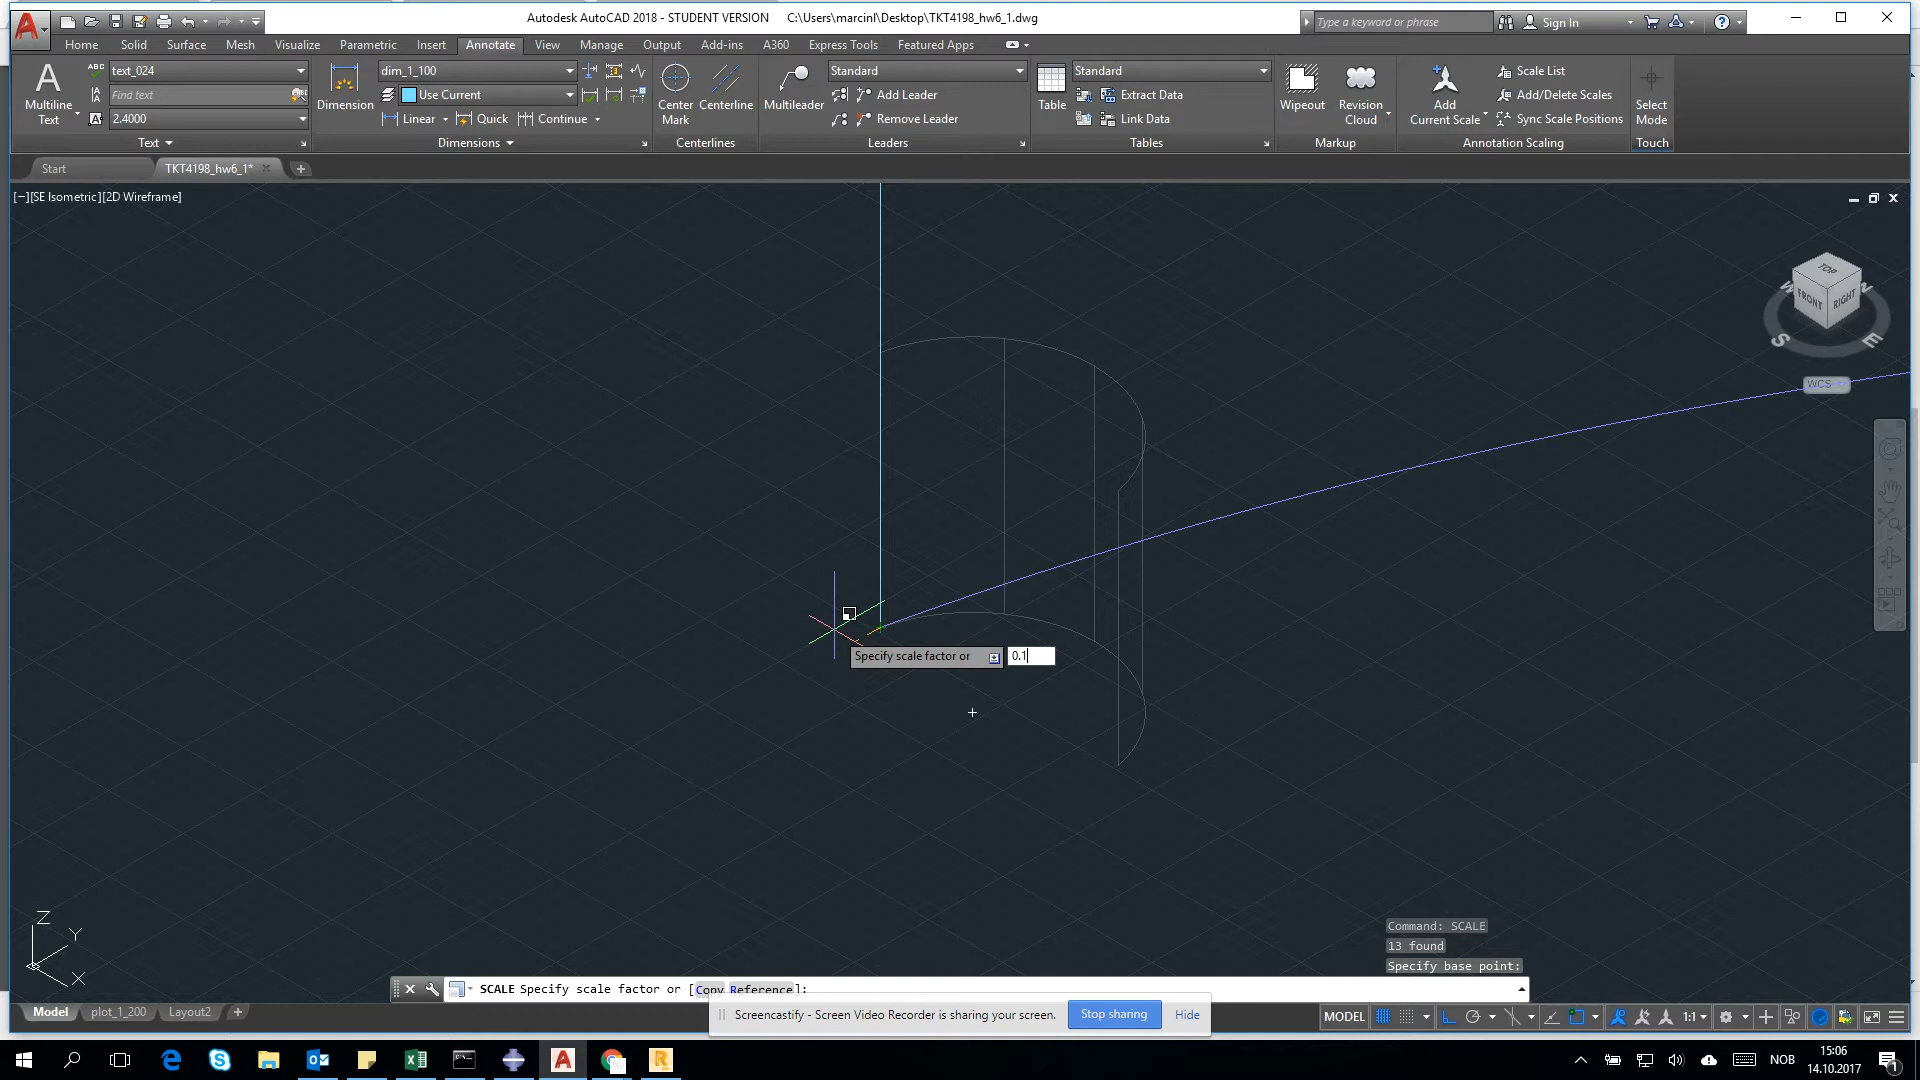 Autodesk AutoCAD 2018 - STUDENT VERSION C:\Users\marcinl\Desktop\TKT4198_hw6_1.dwg
Type a keyword or phrase
Sign In
Home Solid Surface Mesh Visualize Parametric Insert Annotate View Manage Output Add-ins A360 Express Tools Featured Apps
Multiline Text
text_024
Find text
2.4000
Text
Dimension
dim_1_100
Use Current
Linear Quick Continue
Dimensions
Center Mark
Centerline
Centerlines
Multileader
Standard
Add Leader
Remove Leader
Leaders
Table
Standard
Extract Data
Link Data
Tables
Wipeout
Revision Cloud
Markup
Add Current Scale
Scale List
Add/Delete Scales
Sync Scale Positions
Annotation Scaling
Select Mode
Touch
Start TKT4198_hw6_1*
[−][SE Isometric][2D Wireframe]
TOP
FRONT RIGHT
S E
WCS
Specify scale factor or 0.1
Z
Y
X
Command: SCALE
13 found
Specify base point:
SCALE Specify scale factor or [Copy Reference]:
Model plot_1_200 Layout2
Screencastify - Screen Video Recorder is sharing your screen. Stop sharing Hide
MODEL 1:1
NOB
15:06
14.10.2017
1